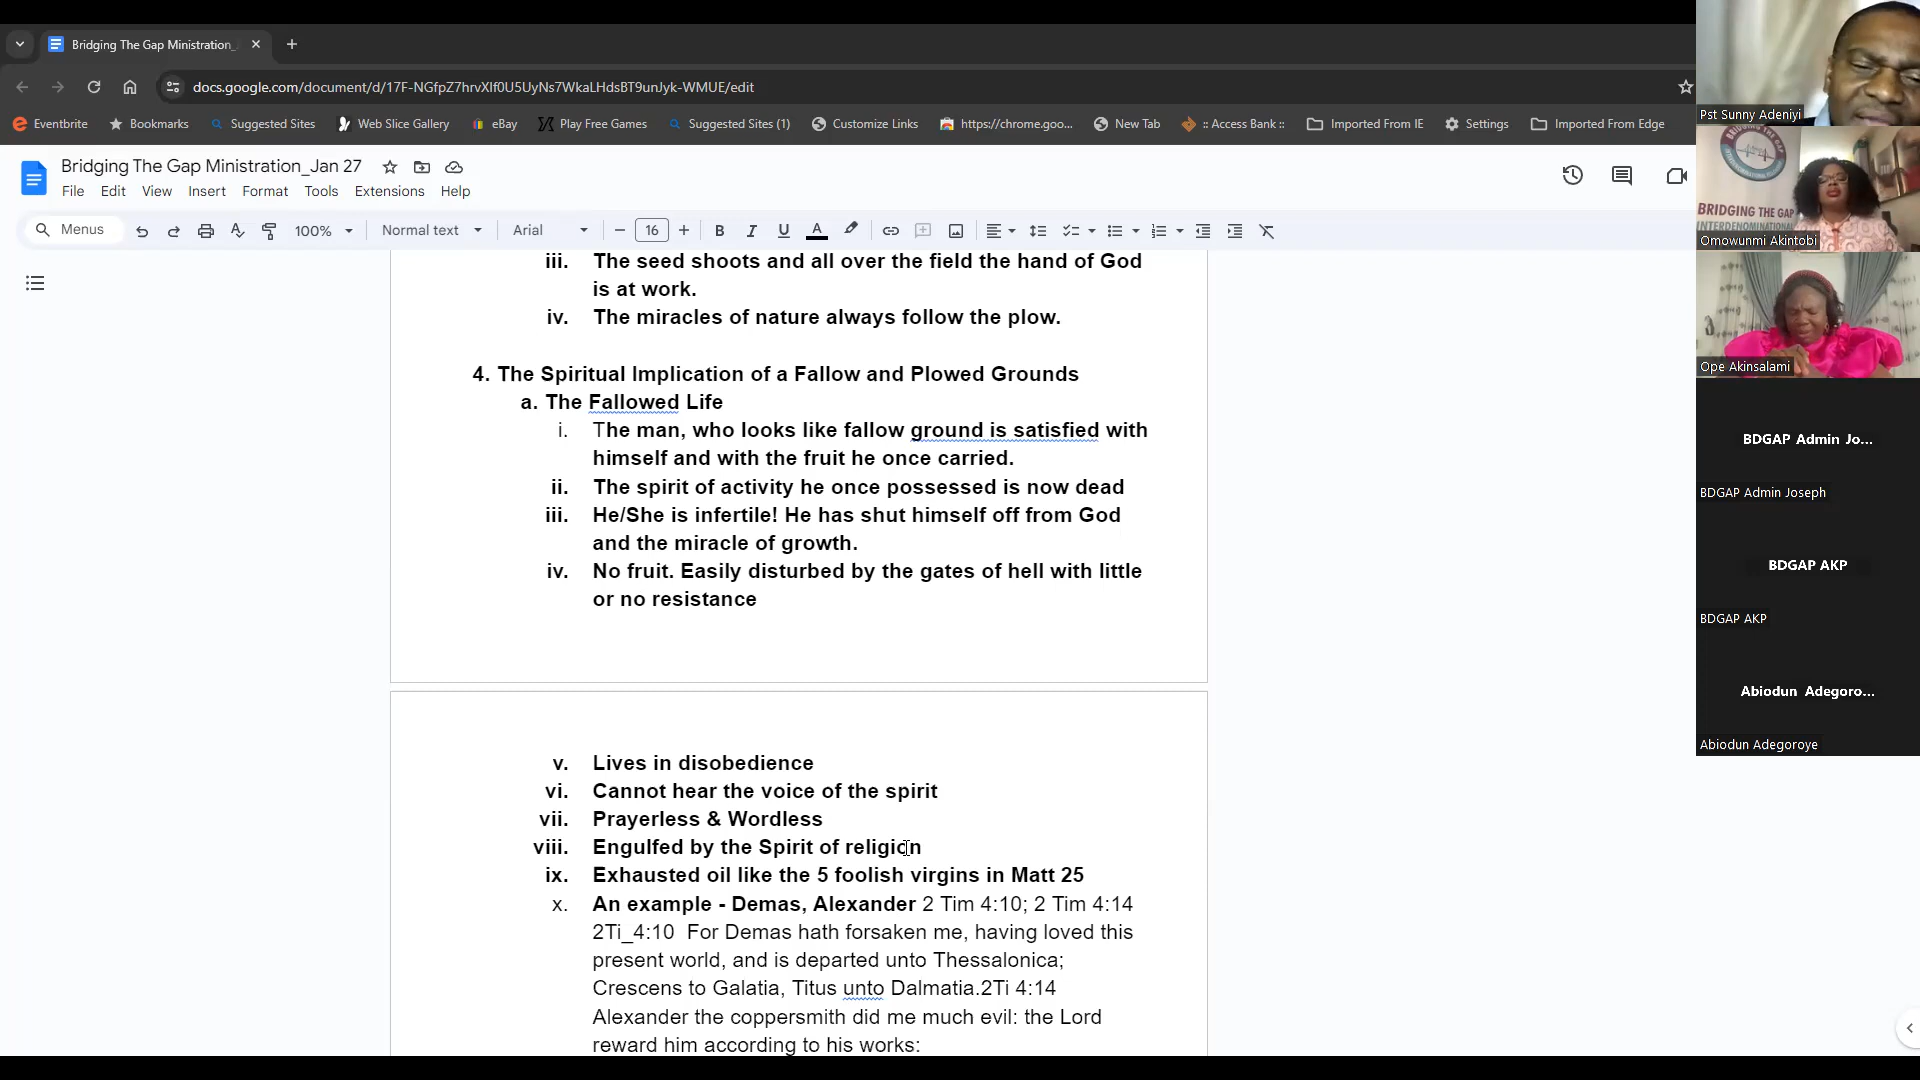 Bridging The Gap Ministration_
docs.google.com/document/d/17F-NGfpZ7hrvXIf0U5UyNs7WkaLHdsBT9unJyk-WMUE/edit
Eventbrite Bookmarks Suggested Sites Web Slice Gallery eBay Play Free Games Suggested Sites (1) Customize Links https://chrome.goo... New Tab :: Access Bank :: Imported From IE Settings Imported From Edge
Bridging The Gap Ministration_Jan 27
File Edit View Insert Format Tools Extensions Help
Menus 100% Normal text Arial 16 B I U A
iii. The seed shoots and all over the field the hand of God
is at work.
iv. The miracles of nature always follow the plow.
4. The Spiritual Implication of a Fallow and Plowed Grounds
a. The Fallowed Life
i. The man, who looks like fallow ground is satisfied with
himself and with the fruit he once carried.
ii. The spirit of activity he once possessed is now dead
iii. He/She is infertile! He has shut himself off from God
and the miracle of growth.
iv. No fruit. Easily disturbed by the gates of hell with little
or no resistance
v. Lives in disobedience
vi. Cannot hear the voice of the spirit
vii. Prayerless & Wordless
viii. Engulfed by the Spirit of religion
ix. Exhausted oil like the 5 foolish virgins in Matt 25
x. An example - Demas, Alexander 2 Tim 4:10; 2 Tim 4:14
2Ti_4:10 For Demas hath forsaken me, having loved this
present world, and is departed unto Thessalonica;
Crescens to Galatia, Titus unto Dalmatia.2Ti 4:14
Alexander the coppersmith did me much evil: the Lord
reward him according to his works:
Pst Sunny Adeniyi
BRIDGING THE GAP
BRIDGING THE GAP
INTERDENOMINATIONAL
Omowunmi Akintobi
Ope Akinsalami
BDGAP Admin Jo...
BDGAP Admin Joseph
BDGAP AKP
BDGAP AKP
Abiodun Adegoro...
Abiodun Adegoroye